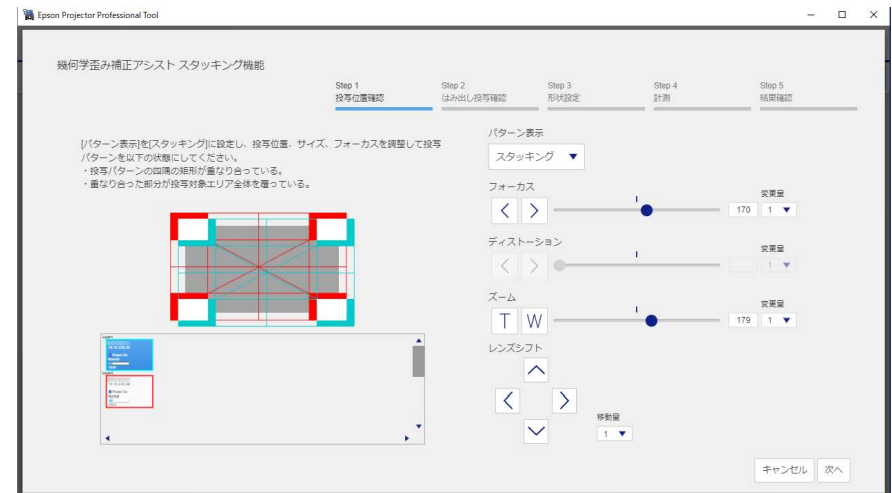 Epson Projector Professional Tool
幾何学歪み補正アシスト スタッキング機能
Step 1
投写位置確認
Step 2
はみ出し投写確認
Step 3
形状設定
Step 4
計測
Step 5
結果確認
[パターン表示]を[スタッキング]に設定し、投写位置、サイズ、フォーカスを調整して投写
パターンを以下の状態にしてください。
・投写パターンの四隅の矩形が重なり合っている。
・重なり合った部分が投写対象エリア全体を覆っている。
パターン表示
スタッキング
フォーカス
変更量
170
1
ディストーション
変更量
1
ズーム
変更量
T W
179
1
レンズシフト
移動量
1
Power On
Power On
キャンセル
次へ